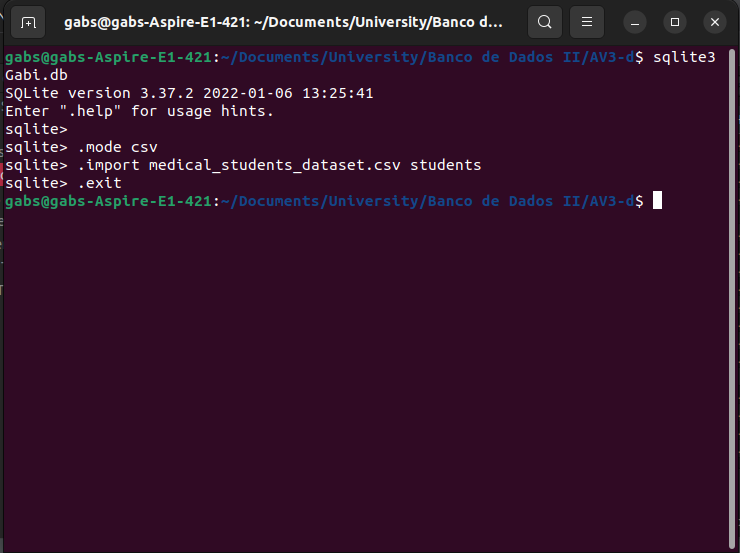 gabs@gabs-Aspire-E1-421: ~/Documents/University/Banco d...
gabs@gabs-Aspire-E1-421:~/Documents/University/Banco de Dados II/AV3-d$ sqlite3
Gabi.db
SQLite version 3.37.2 2022-01-06 13:25:41
Enter ".help" for usage hints.
sqlite>
sqlite> .mode csv
sqlite> .import medical_students_dataset.csv students
sqlite> .exit
gabs@gabs-Aspire-E1-421:~/Documents/University/Banco de Dados II/AV3-d$